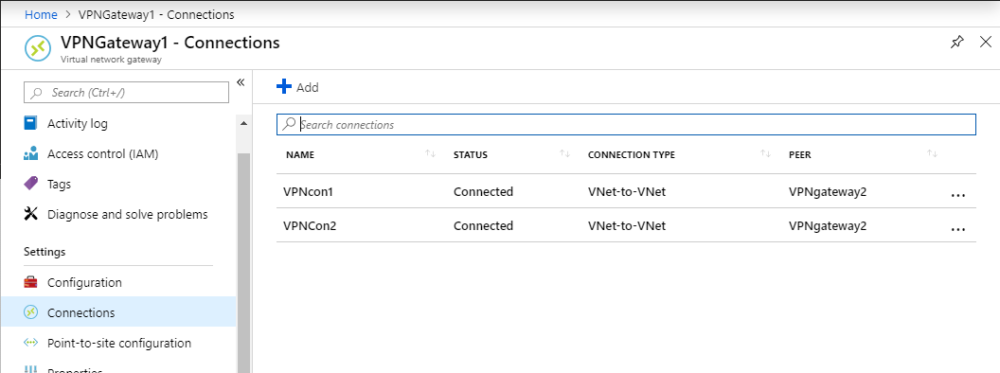 Home > VPNGateway1 - Connections
VPNGateway1 - Connections
Virtual network gateway
Search (Ctrl+/)
Activity log
Access control (IAM)
Tags
Diagnose and solve problems
Settings
Configuration
Connections
Point-to-site configuration
Properties
Add
Search connections
NAME STATUS CONNECTION TYPE PEER
VPNcon1 Connected VNet-to-VNet VPNgateway2 ...
VPNCon2 Connected VNet-to-VNet VPNgateway2 ...